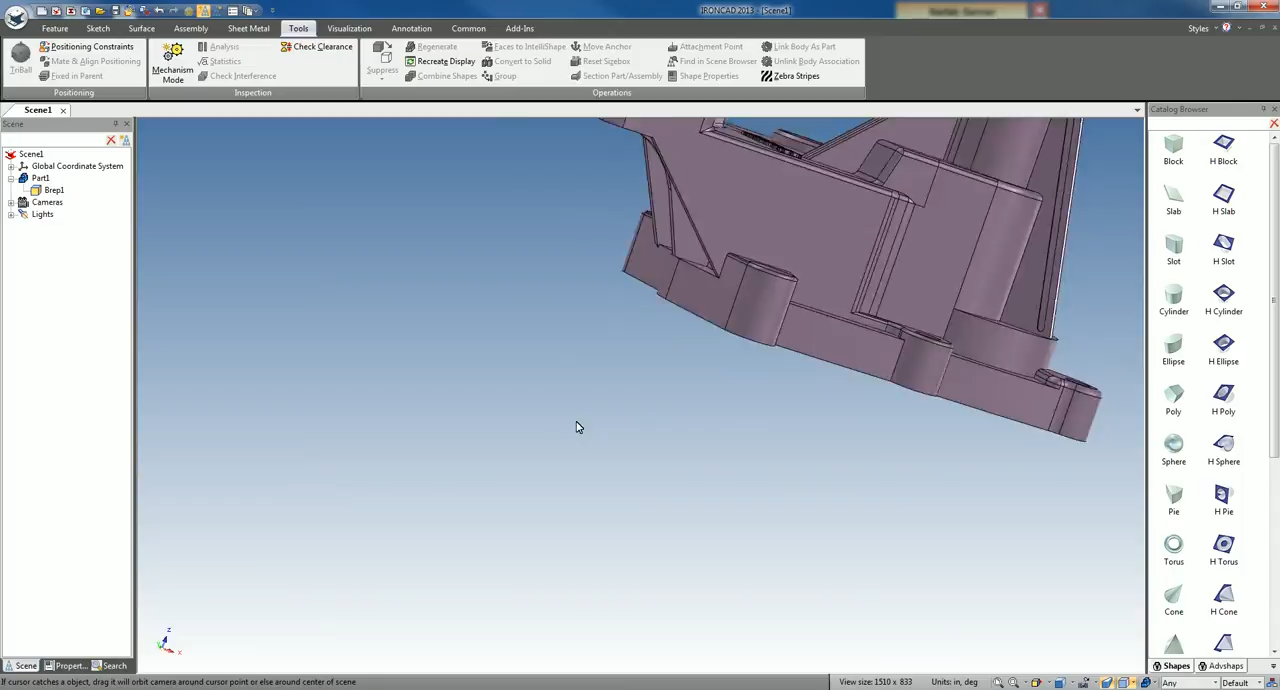 IRONCAD 2013 - [Scene1]
Feature Sketch Surface Assembly Sheet Metal Tools Visualization Annotation Common Add-Ins Styles
TriBall
Positioning Constraints
Mate & Align Positioning
Fixed in Parent
Positioning
Mechanism Mode
Analysis
Statistics
Check Interference
Check Clearance
Inspection
Suppress
Regenerate
Recreate Display
Combine Shapes
Faces to IntelliShape
Convert to Solid
Group
Move Anchor
Reset Sizebox
Section Part/Assembly
Attachment Point
Find in Scene Browser
Shape Properties
Link Body As Part
Unlink Body Association
Zebra Stripes
Operations
Scene1
Scene
Scene1
Global Coordinate System
Part1
Brep1
Cameras
Lights
z
x
Catalog Browser
Block H Block
Slab H Slab
Slot H Slot
Cylinder H Cylinder
Ellipse H Ellipse
Poly H Poly
Sphere H Sphere
Pie H Pie
Torus H Torus
Cone H Cone
Scene Propert... Search
Shapes Advshaps
If cursor catches a object, drag it will orbit camera around cursor point or else around center of scene
View size: 1510 x 833 Units: in, deg Any Default